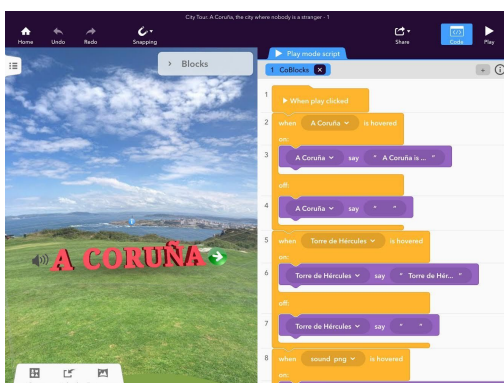 City Tour. A Coruña, the city where nobody is a stranger - 1
Home Undo Redo Snapping Share Code Play
Blocks
Play mode script
1 CoBlocks X
1
When play clicked
2 when A Coruña is hovered
on:
3 A Coruña say " A Coruña is ... "
off:
4 A Coruña say " "
5 when Torre de Hércules is hovered
on:
6 Torre de Hércules say " Torre de Hér... "
off:
7 Torre de Hércules say " "
8 when sound png is hovered
on:
A CORUÑA